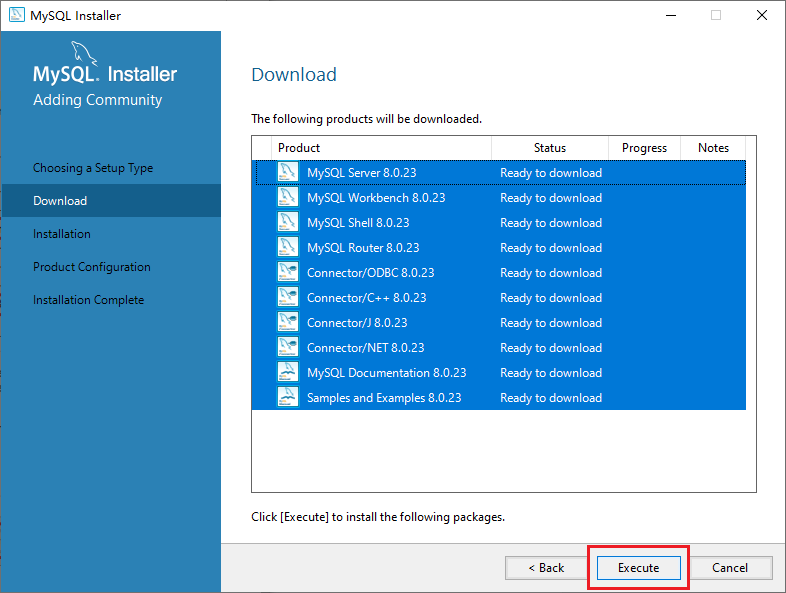 MySQL Installer
MySQL. Installer
Adding Community
Choosing a Setup Type
Download
Installation
Product Configuration
Installation Complete
Download
The following products will be downloaded.
Product Status Progress Notes
MySQL Server 8.0.23 Ready to download
MySQL Workbench 8.0.23 Ready to download
MySQL Shell 8.0.23 Ready to download
MySQL Router 8.0.23 Ready to download
Connector/ODBC 8.0.23 Ready to download
Connector/C++ 8.0.23 Ready to download
Connector/J 8.0.23 Ready to download
Connector/NET 8.0.23 Ready to download
MySQL Documentation 8.0.23 Ready to download
Samples and Examples 8.0.23 Ready to download
Click [Execute] to install the following packages.
< Back Execute Cancel